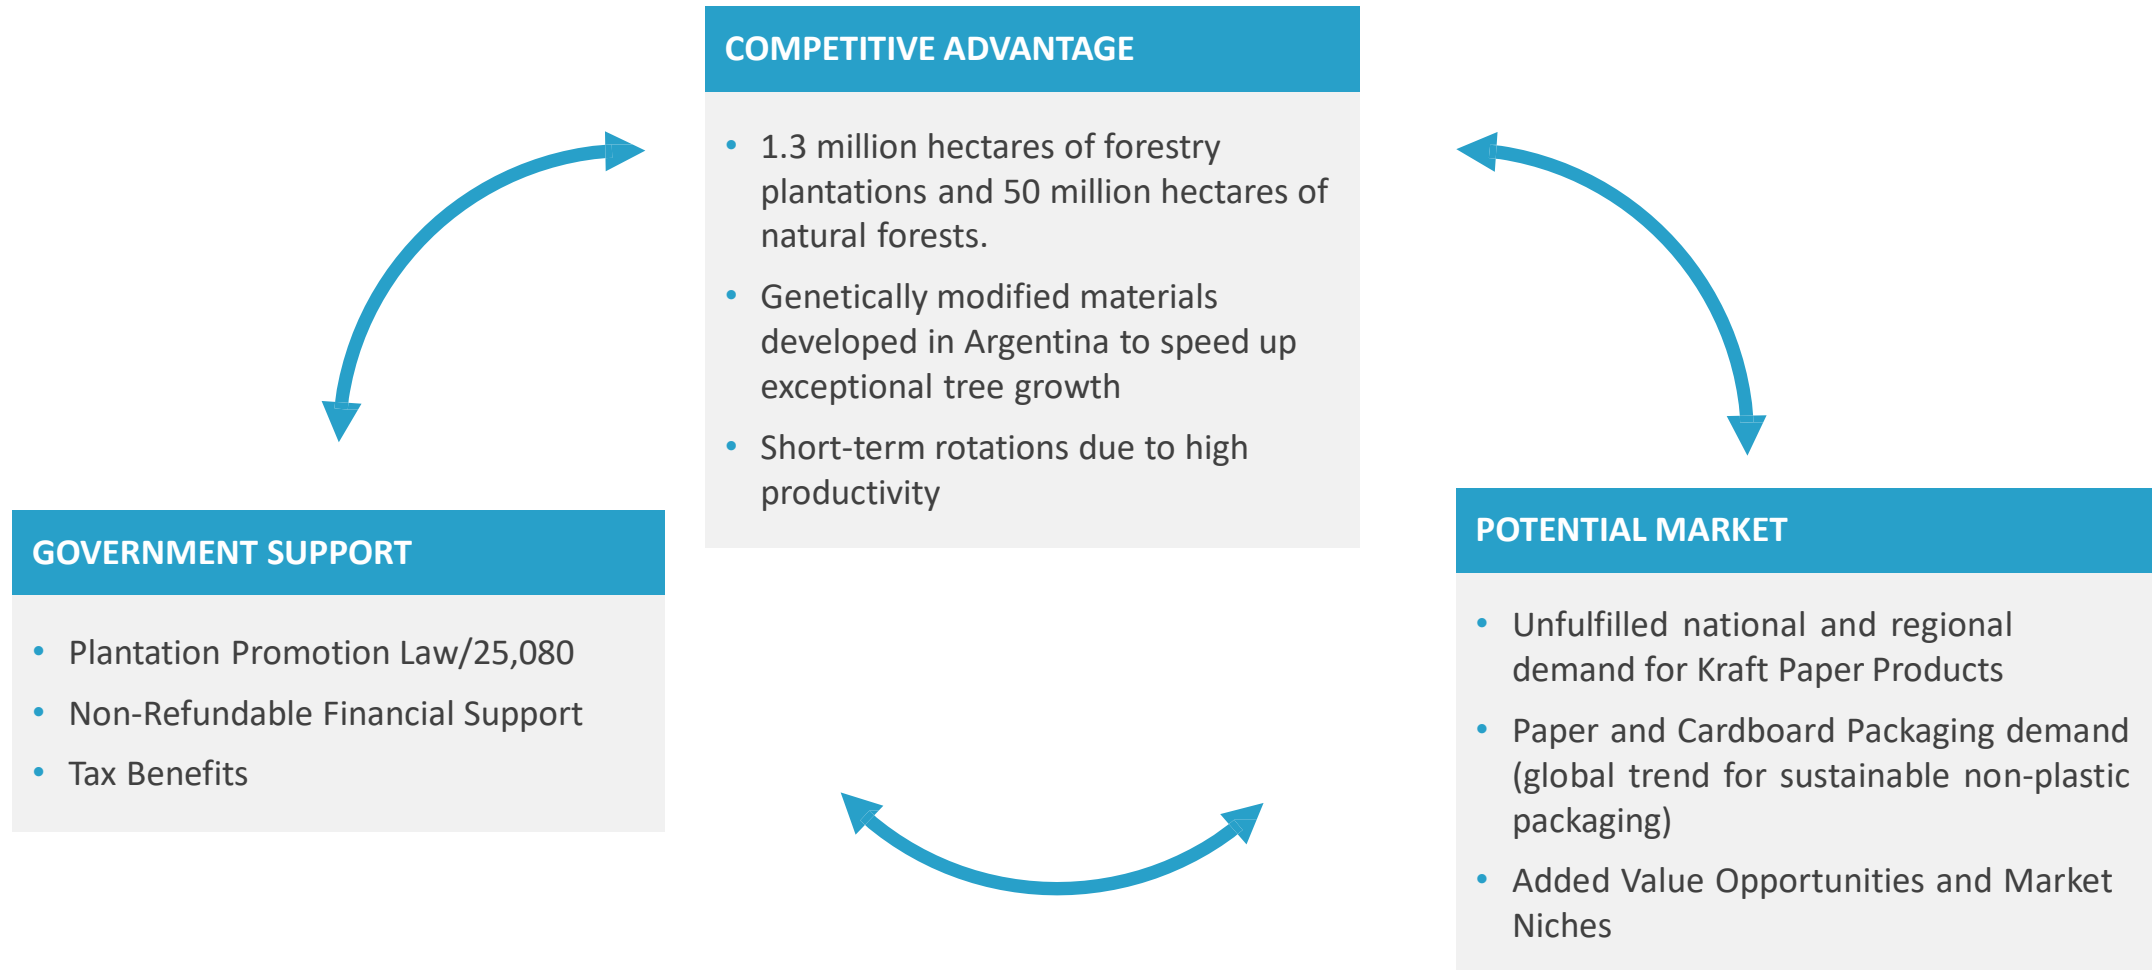 COMPETITIVE ADVANTAGE
• 1.3 million hectares of forestry
plantations and 50 million hectares of
natural forests.
• Genetically modified materials
developed in Argentina to speed up
exceptional tree growth
• Short-term rotations due to high
productivity
GOVERNMENT SUPPORT
• Plantation Promotion Law/25,080
• Non-Refundable Financial Support
• Tax Benefits
POTENTIAL MARKET
• Unfulfilled national and regional
demand for Kraft Paper Products
• Paper and Cardboard Packaging demand
(global trend for sustainable non-plastic
packaging)
• Added Value Opportunities and Market
Niches